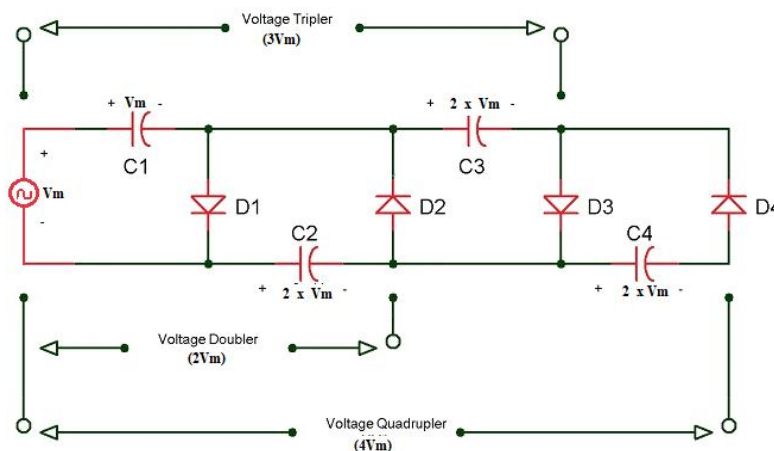 Voltage Tripler
(3Vm)
+ Vm -
+ 2 x Vm -
C1
C3
+
Vm
-
D1
D2
D3
D4
C2
C4
+ 2 x Vm -
+ 2 x Vm -
Voltage Doubler
(2Vm)
Voltage Quadrupler
(4Vm)